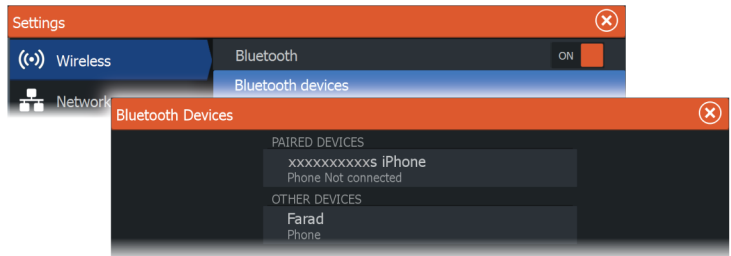 Settings
Wireless
Bluetooth
ON
Network
Bluetooth devices
Bluetooth Devices
PAIRED DEVICES
xxxxxxxxxxs iPhone
Phone Not connected
OTHER DEVICES
Farad
Phone